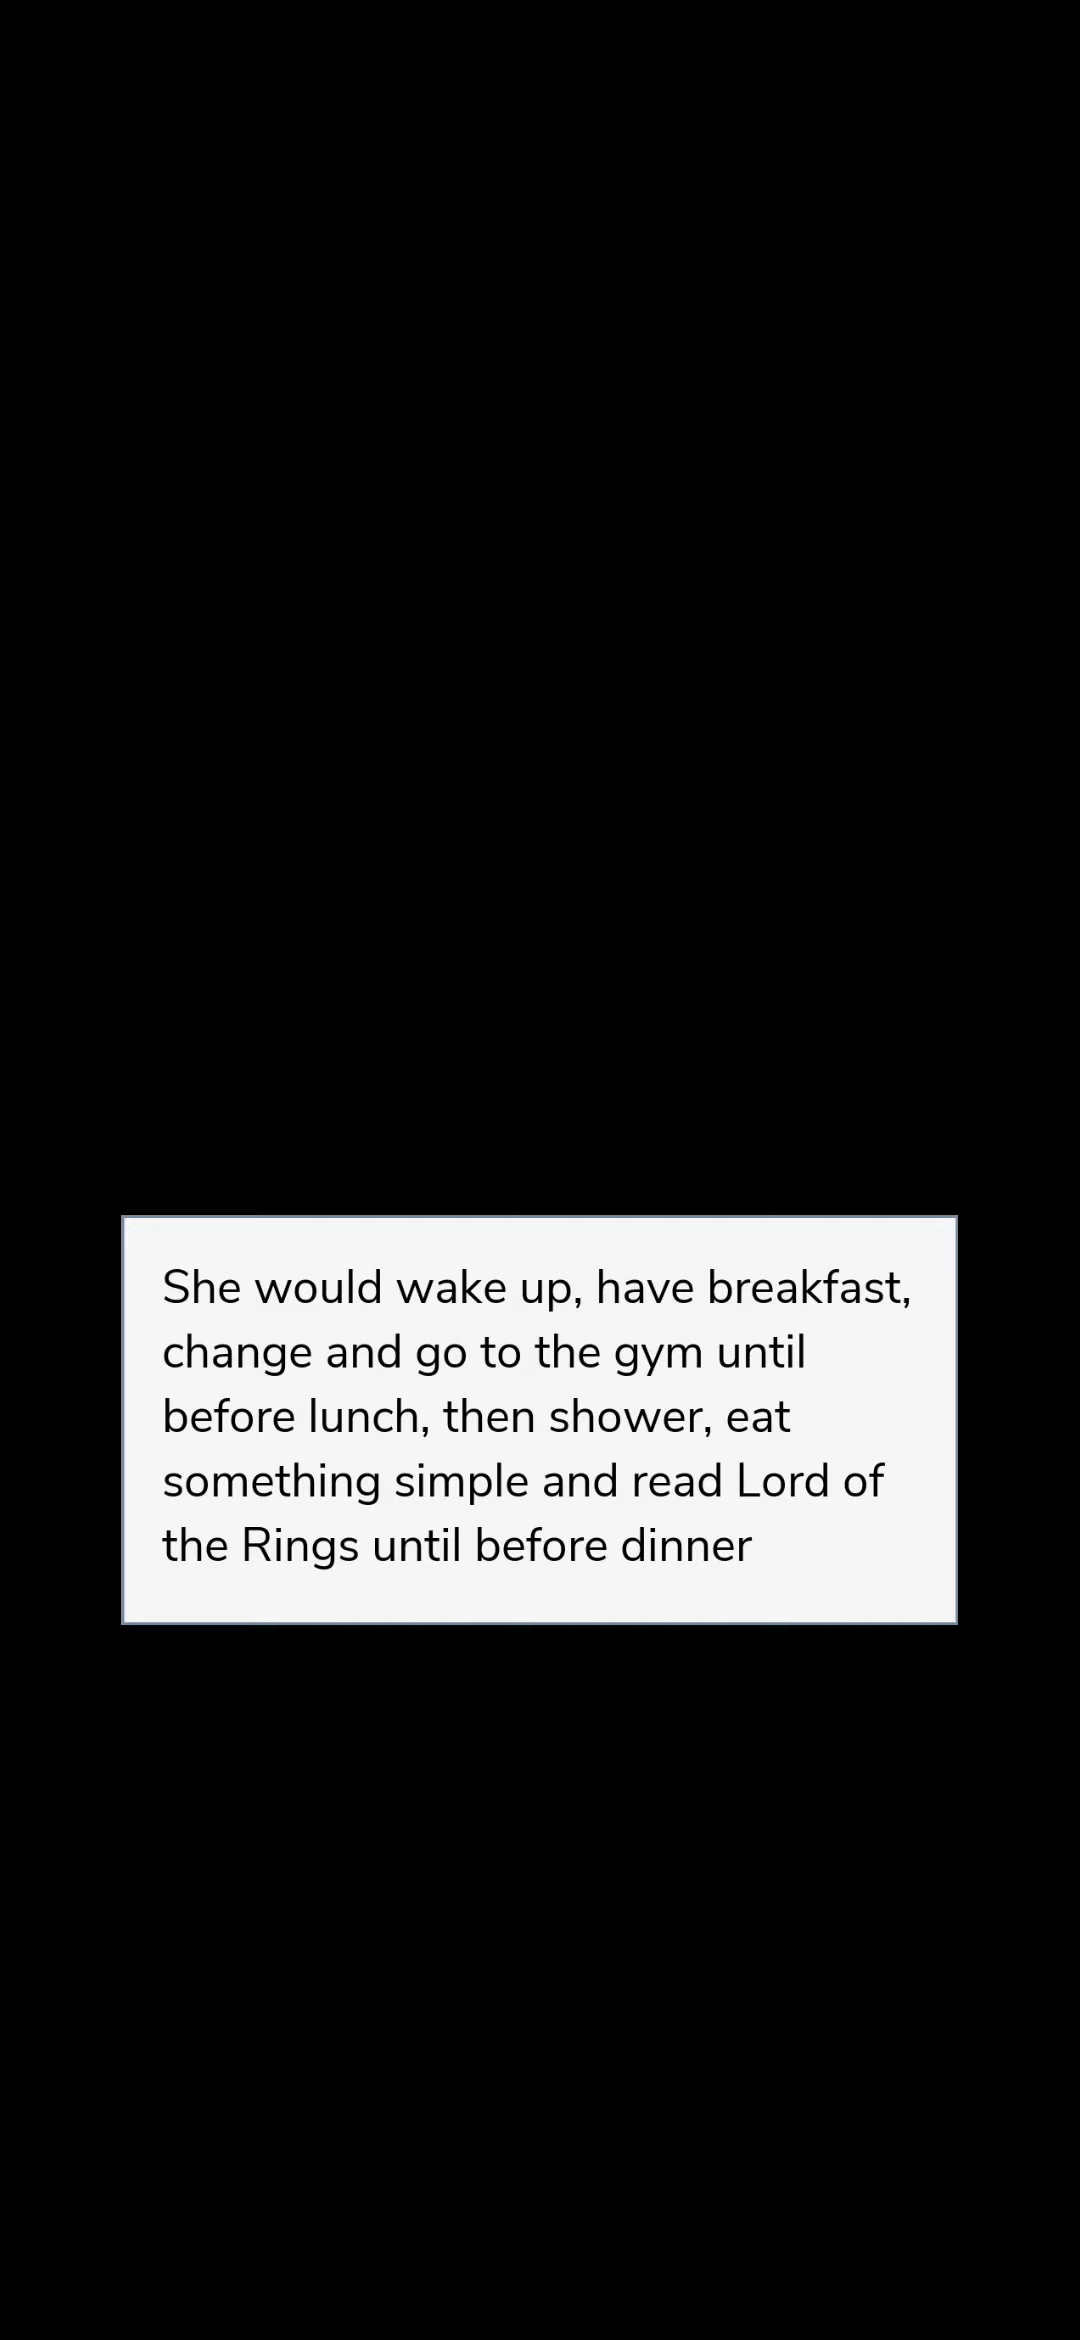 She would wake up, have breakfast,
change and go to the gym until
before lunch, then shower, eat
something simple and read Lord of
the Rings until before dinner